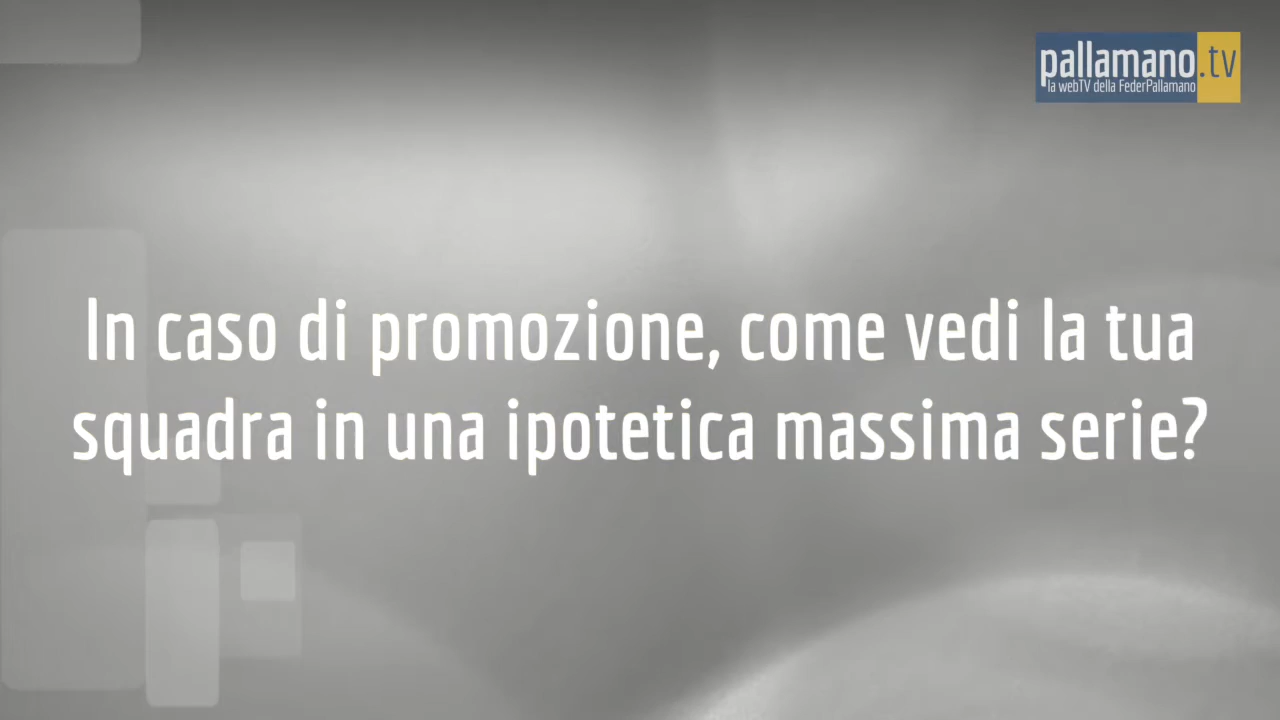 pallamano.tv
la webTV della FederPallamano
In caso di promozione, come vedi la tua
squadra in una ipotetica massima serie?